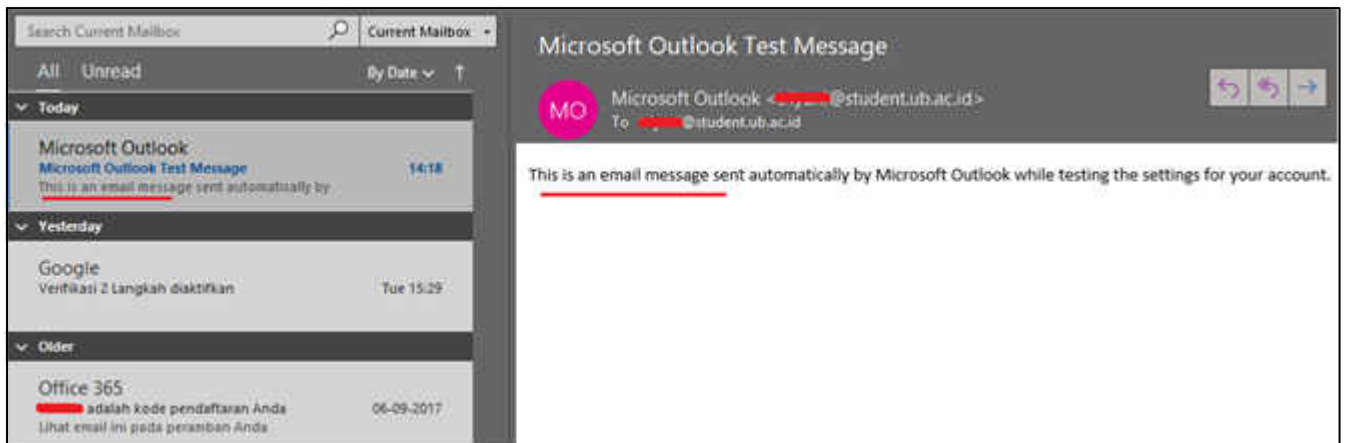 Search Current Mailbox
Current Mailbox
All Unread
By Date
Today
Microsoft Outlook
Microsoft Outlook Test Message
14:18
This is an email message sent automatically by
Yesterday
Google
Verifikasi 2 Langkah diaktifkan
Tue 15:29
Older
Office 365
adalah kode pendaftaran Anda
06-09-2017
Lihat email ini pada peramban Anda
Microsoft Outlook Test Message
MO
Microsoft Outlook < @student.ub.ac.id>
To @student.ub.ac.id
This is an email message sent automatically by Microsoft Outlook while testing the settings for your account.